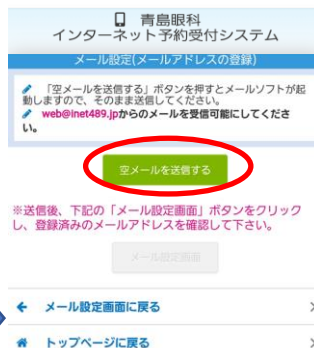 青島眼科
インターネット予約受付システム
メール設定(メールアドレスの登録)
「空メールを送信する」ボタンを押すとメールソフトが起
動しますので、そのまま送信してください。
web@inet489.jpからのメールを受信可能にしてくださ
い。
空メールを送信する
※送信後、下記の「メール設定画面」ボタンをクリック
し、登録済みのメールアドレスを確認して下さい。
メール設定画面
メール設定画面に戻る
トップページに戻る